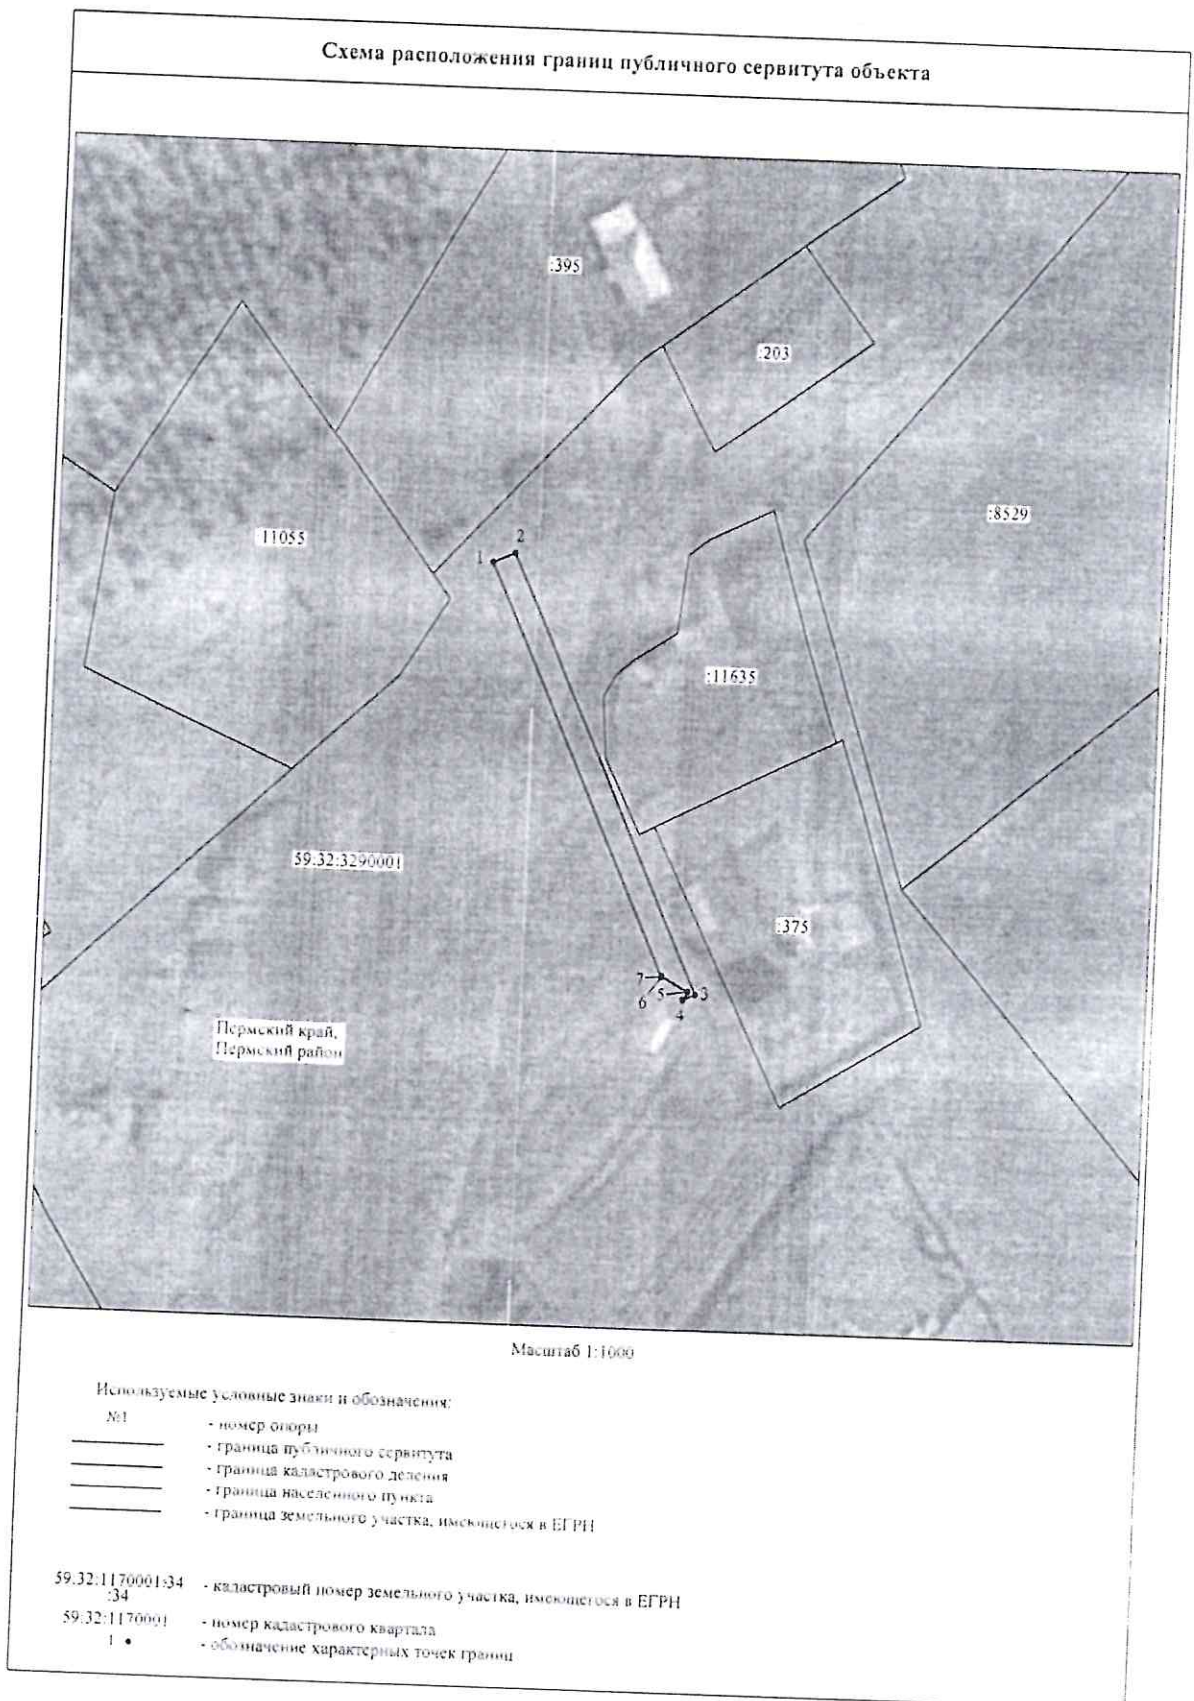 Схема расположения границ публичного сервитута объекта
:395
:203
:8529
:11055
1
2
:11635
59:32:3290001
:375
7
6
5
4
3
Пермский край,
Пермский район
Масштаб 1:1000
Используемые условные знаки и обозначения:
№1 - номер опоры
- граница публичного сервитута
- граница кадастрового деления
- граница населенного пункта
- граница земельного участка, имеющегося в ЕГРН
59:32:1170001:34
:34
- кадастровый номер земельного участка, имеющегося в ЕГРН
59:32:1170001 - номер кадастрового квартала
1 • - обозначение характерных точек границ